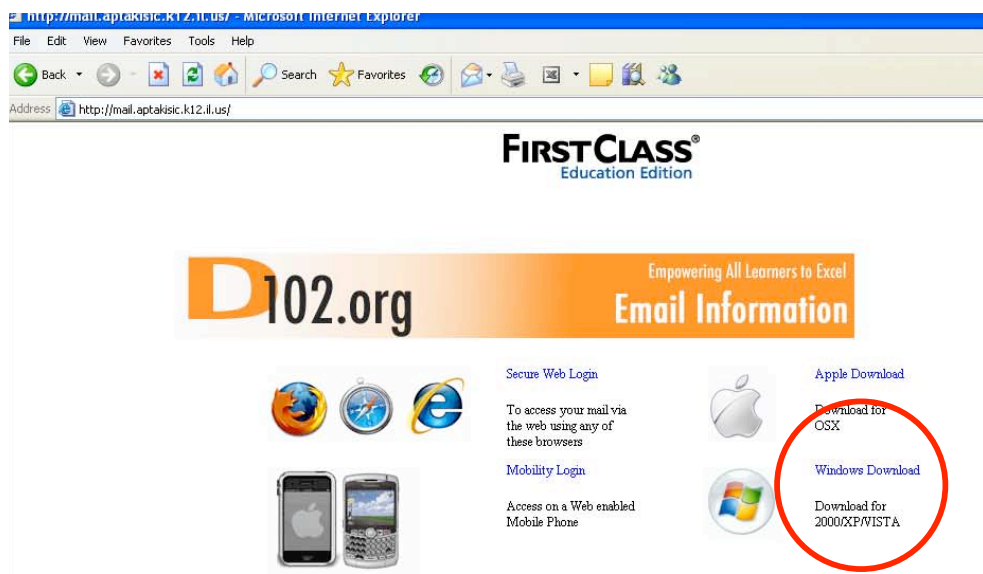 http://mail.aptakisic.k12.il.us/ - Microsoft Internet Explorer
File Edit View Favorites Tools Help
Back Search Favorites
Address http://mail.aptakisic.k12.il.us/
FIRSTCLASS®
Education Edition
D102.org
Empowering All Learners to Excel
Email Information
Secure Web Login
To access your mail via
the web using any of
these browsers
Apple Download
Download for
OSX
Mobility Login
Access on a Web enabled
Mobile Phone
Windows Download
Download for
2000/XP/VISTA